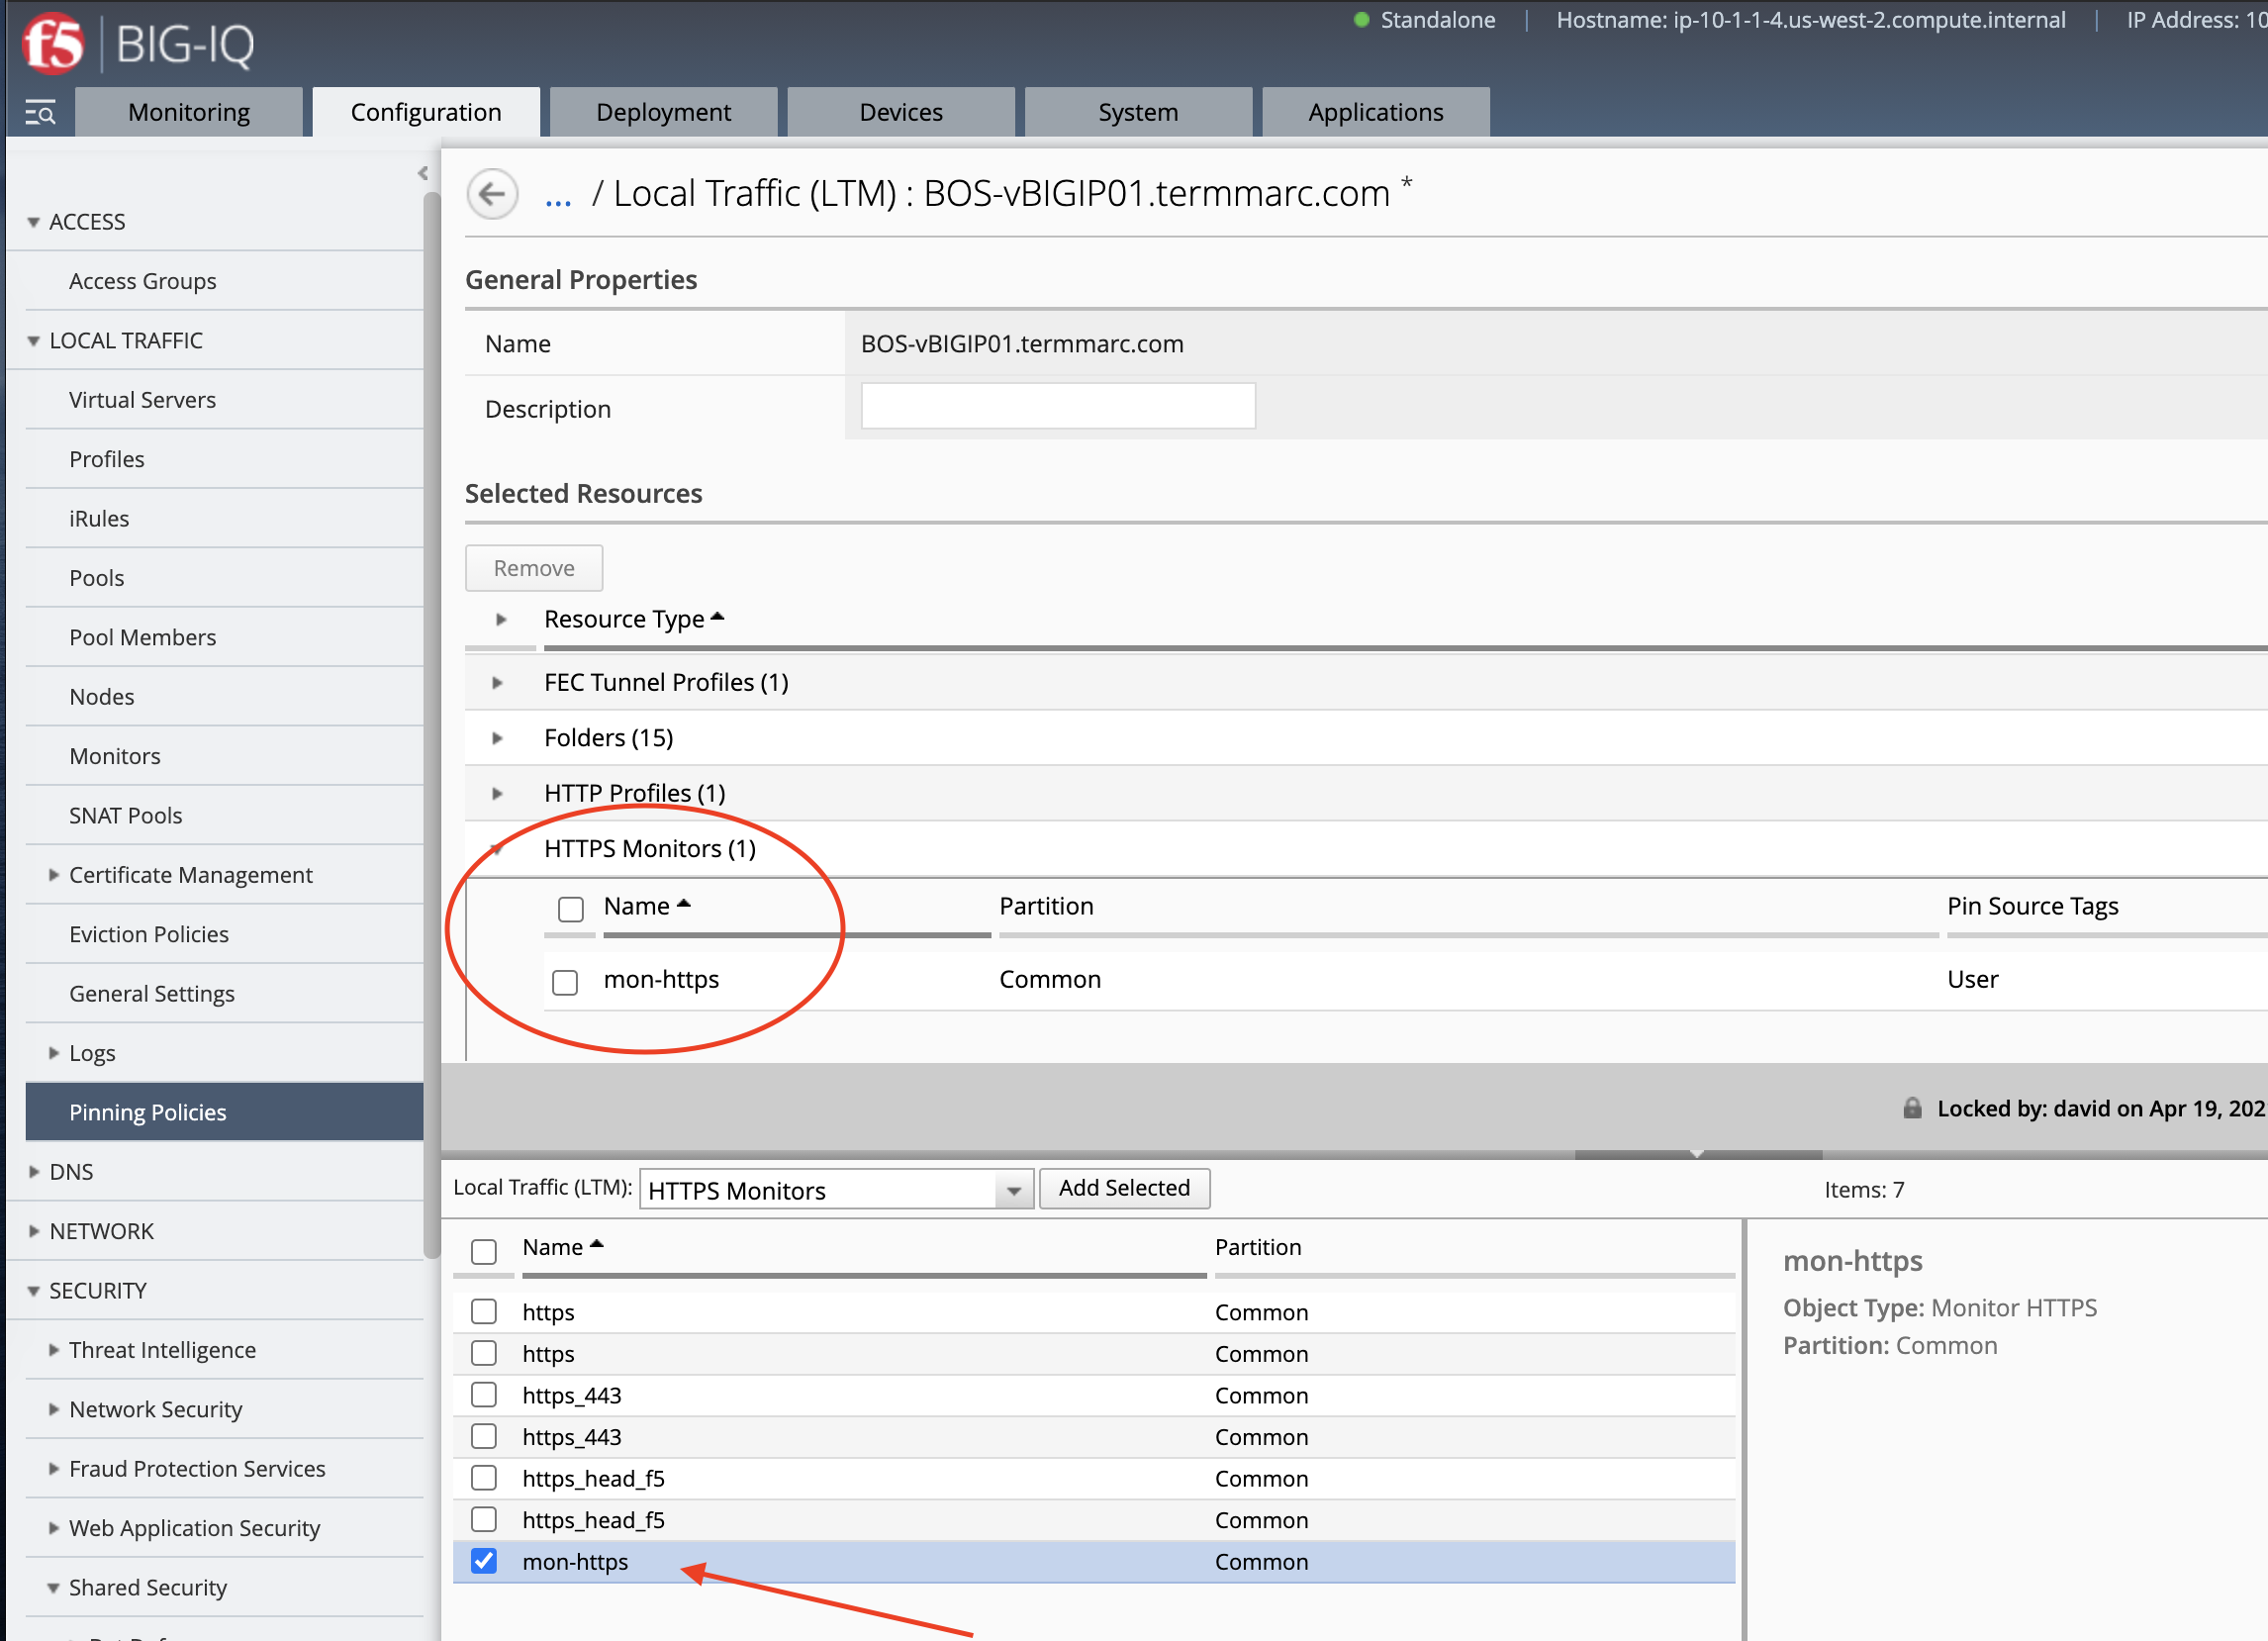 f5 BIG-IQ
Standalone | Hostname: ip-10-1-1-4.us-west-2.compute.internal | IP Address: 10
Monitoring Configuration Deployment Devices System Applications
... / Local Traffic (LTM) : BOS-vBIGIP01.termmarc.com *
ACCESS
Access Groups
LOCAL TRAFFIC
Virtual Servers
Profiles
iRules
Pools
Pool Members
Nodes
Monitors
SNAT Pools
Certificate Management
Eviction Policies
General Settings
Logs
Pinning Policies
DNS
NETWORK
SECURITY
Threat Intelligence
Network Security
Fraud Protection Services
Web Application Security
Shared Security
General Properties
Name BOS-vBIGIP01.termmarc.com
Description
Selected Resources
Remove
Resource Type
FEC Tunnel Profiles (1)
Folders (15)
HTTP Profiles (1)
HTTPS Monitors (1)
Name Partition Pin Source Tags
mon-https Common User
Locked by: david on Apr 19, 202
Local Traffic (LTM): HTTPS Monitors Add Selected Items: 7
Name Partition
https Common
https Common
https_443 Common
https_443 Common
https_head_f5 Common
https_head_f5 Common
mon-https Common
mon-https
Object Type: Monitor HTTPS
Partition: Common